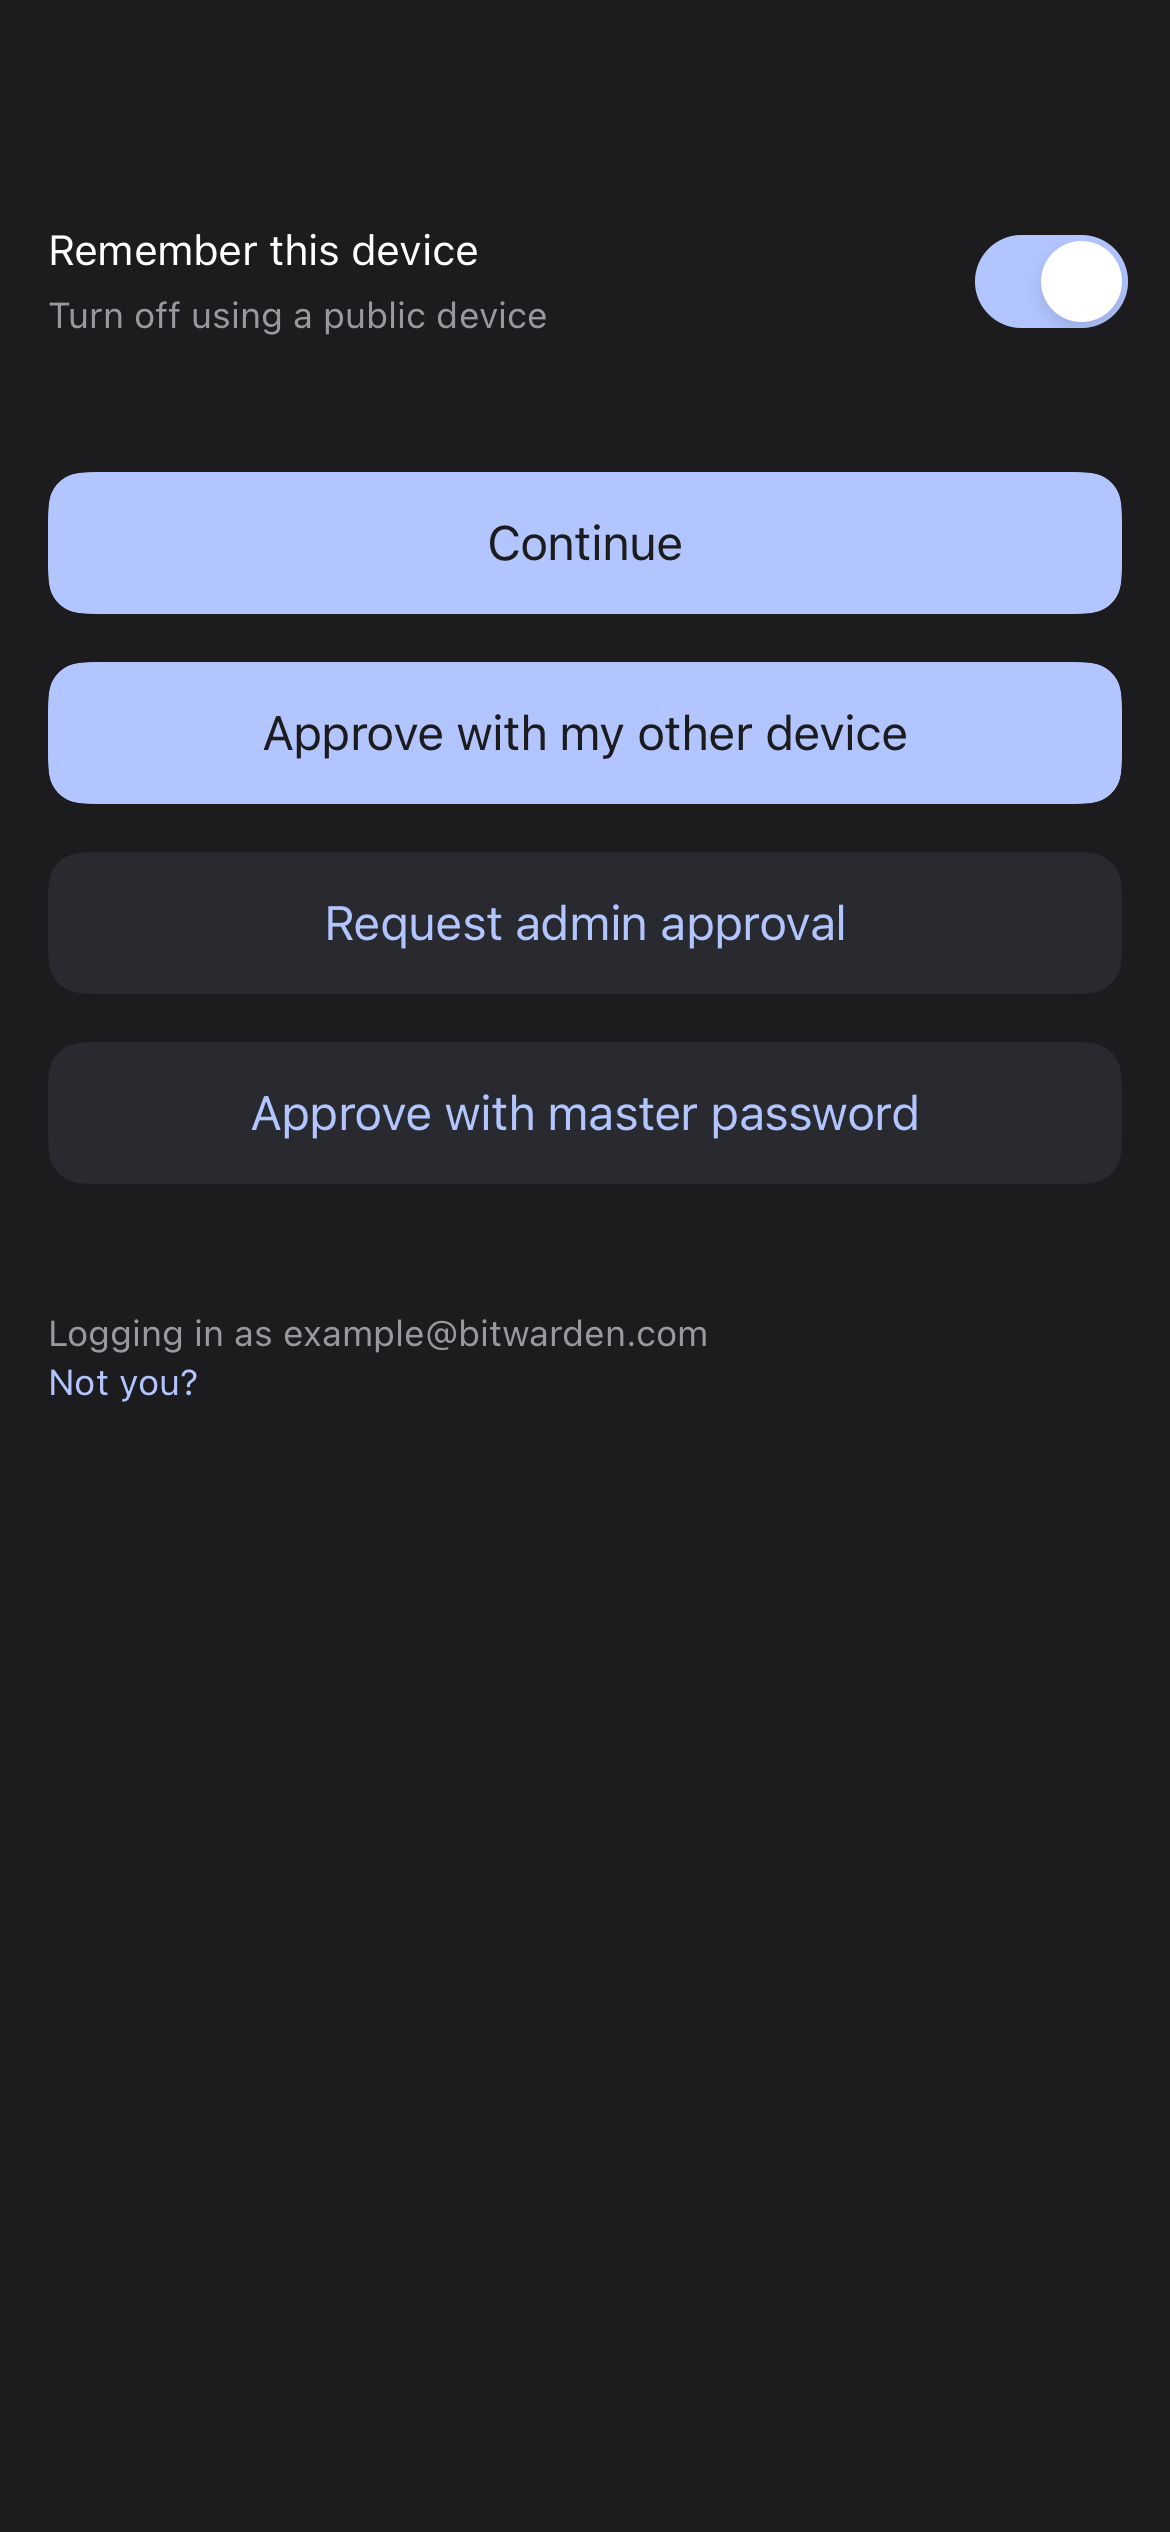 Remember this device
Turn off using a public device
Continue
Approve with my other device
Request admin approval
Approve with master password
Logging in as example@bitwarden.com
Not you?